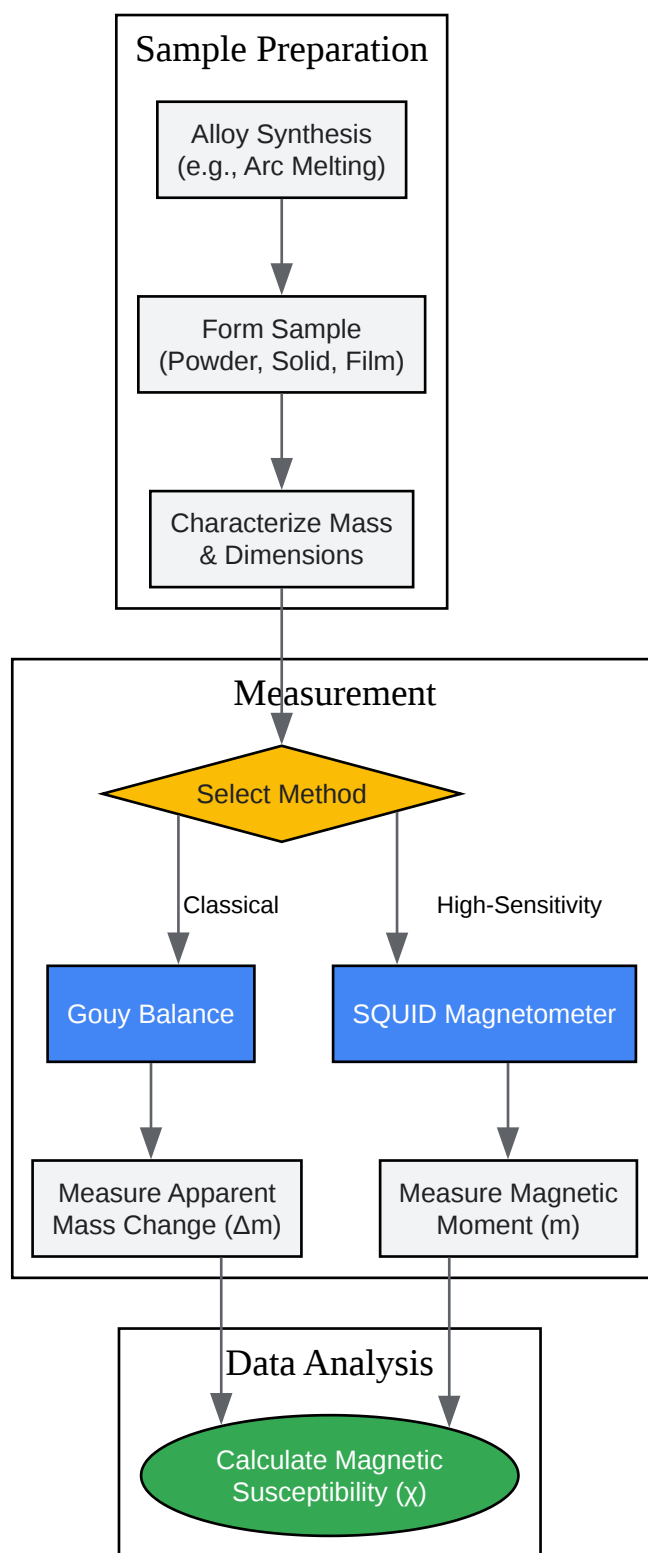 Sample Preparation
Alloy Synthesis
(e.g., Arc Melting)
Form Sample
(Powder, Solid, Film)
Characterize Mass
& Dimensions
Measurement
Select Method
Classical
High-Sensitivity
Gouy Balance
SQUID Magnetometer
Measure Apparent
Mass Change (Δm)
Measure Magnetic
Moment (m)
Data Analysis
Calculate Magnetic
Susceptibility (χ)